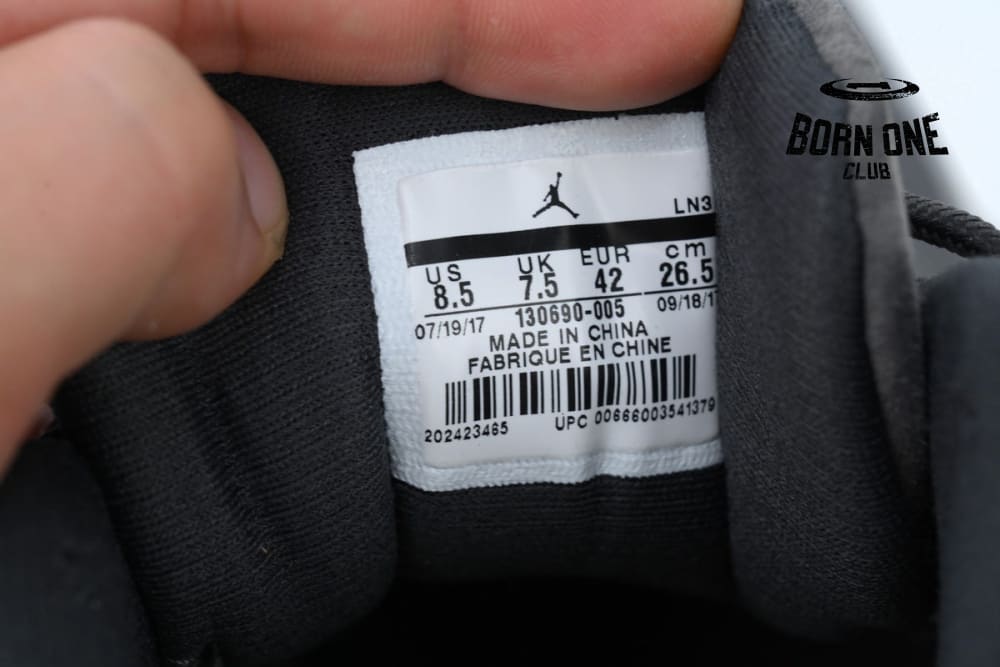 BORN ONE
CLUB
LN3
US UK EUR cm
8.5 7.5 42 26.5
07/19/17 130690-005 09/18/17
MADE IN CHINA
FABRIQUE EN CHINE
202423465 UPC 00666003541379